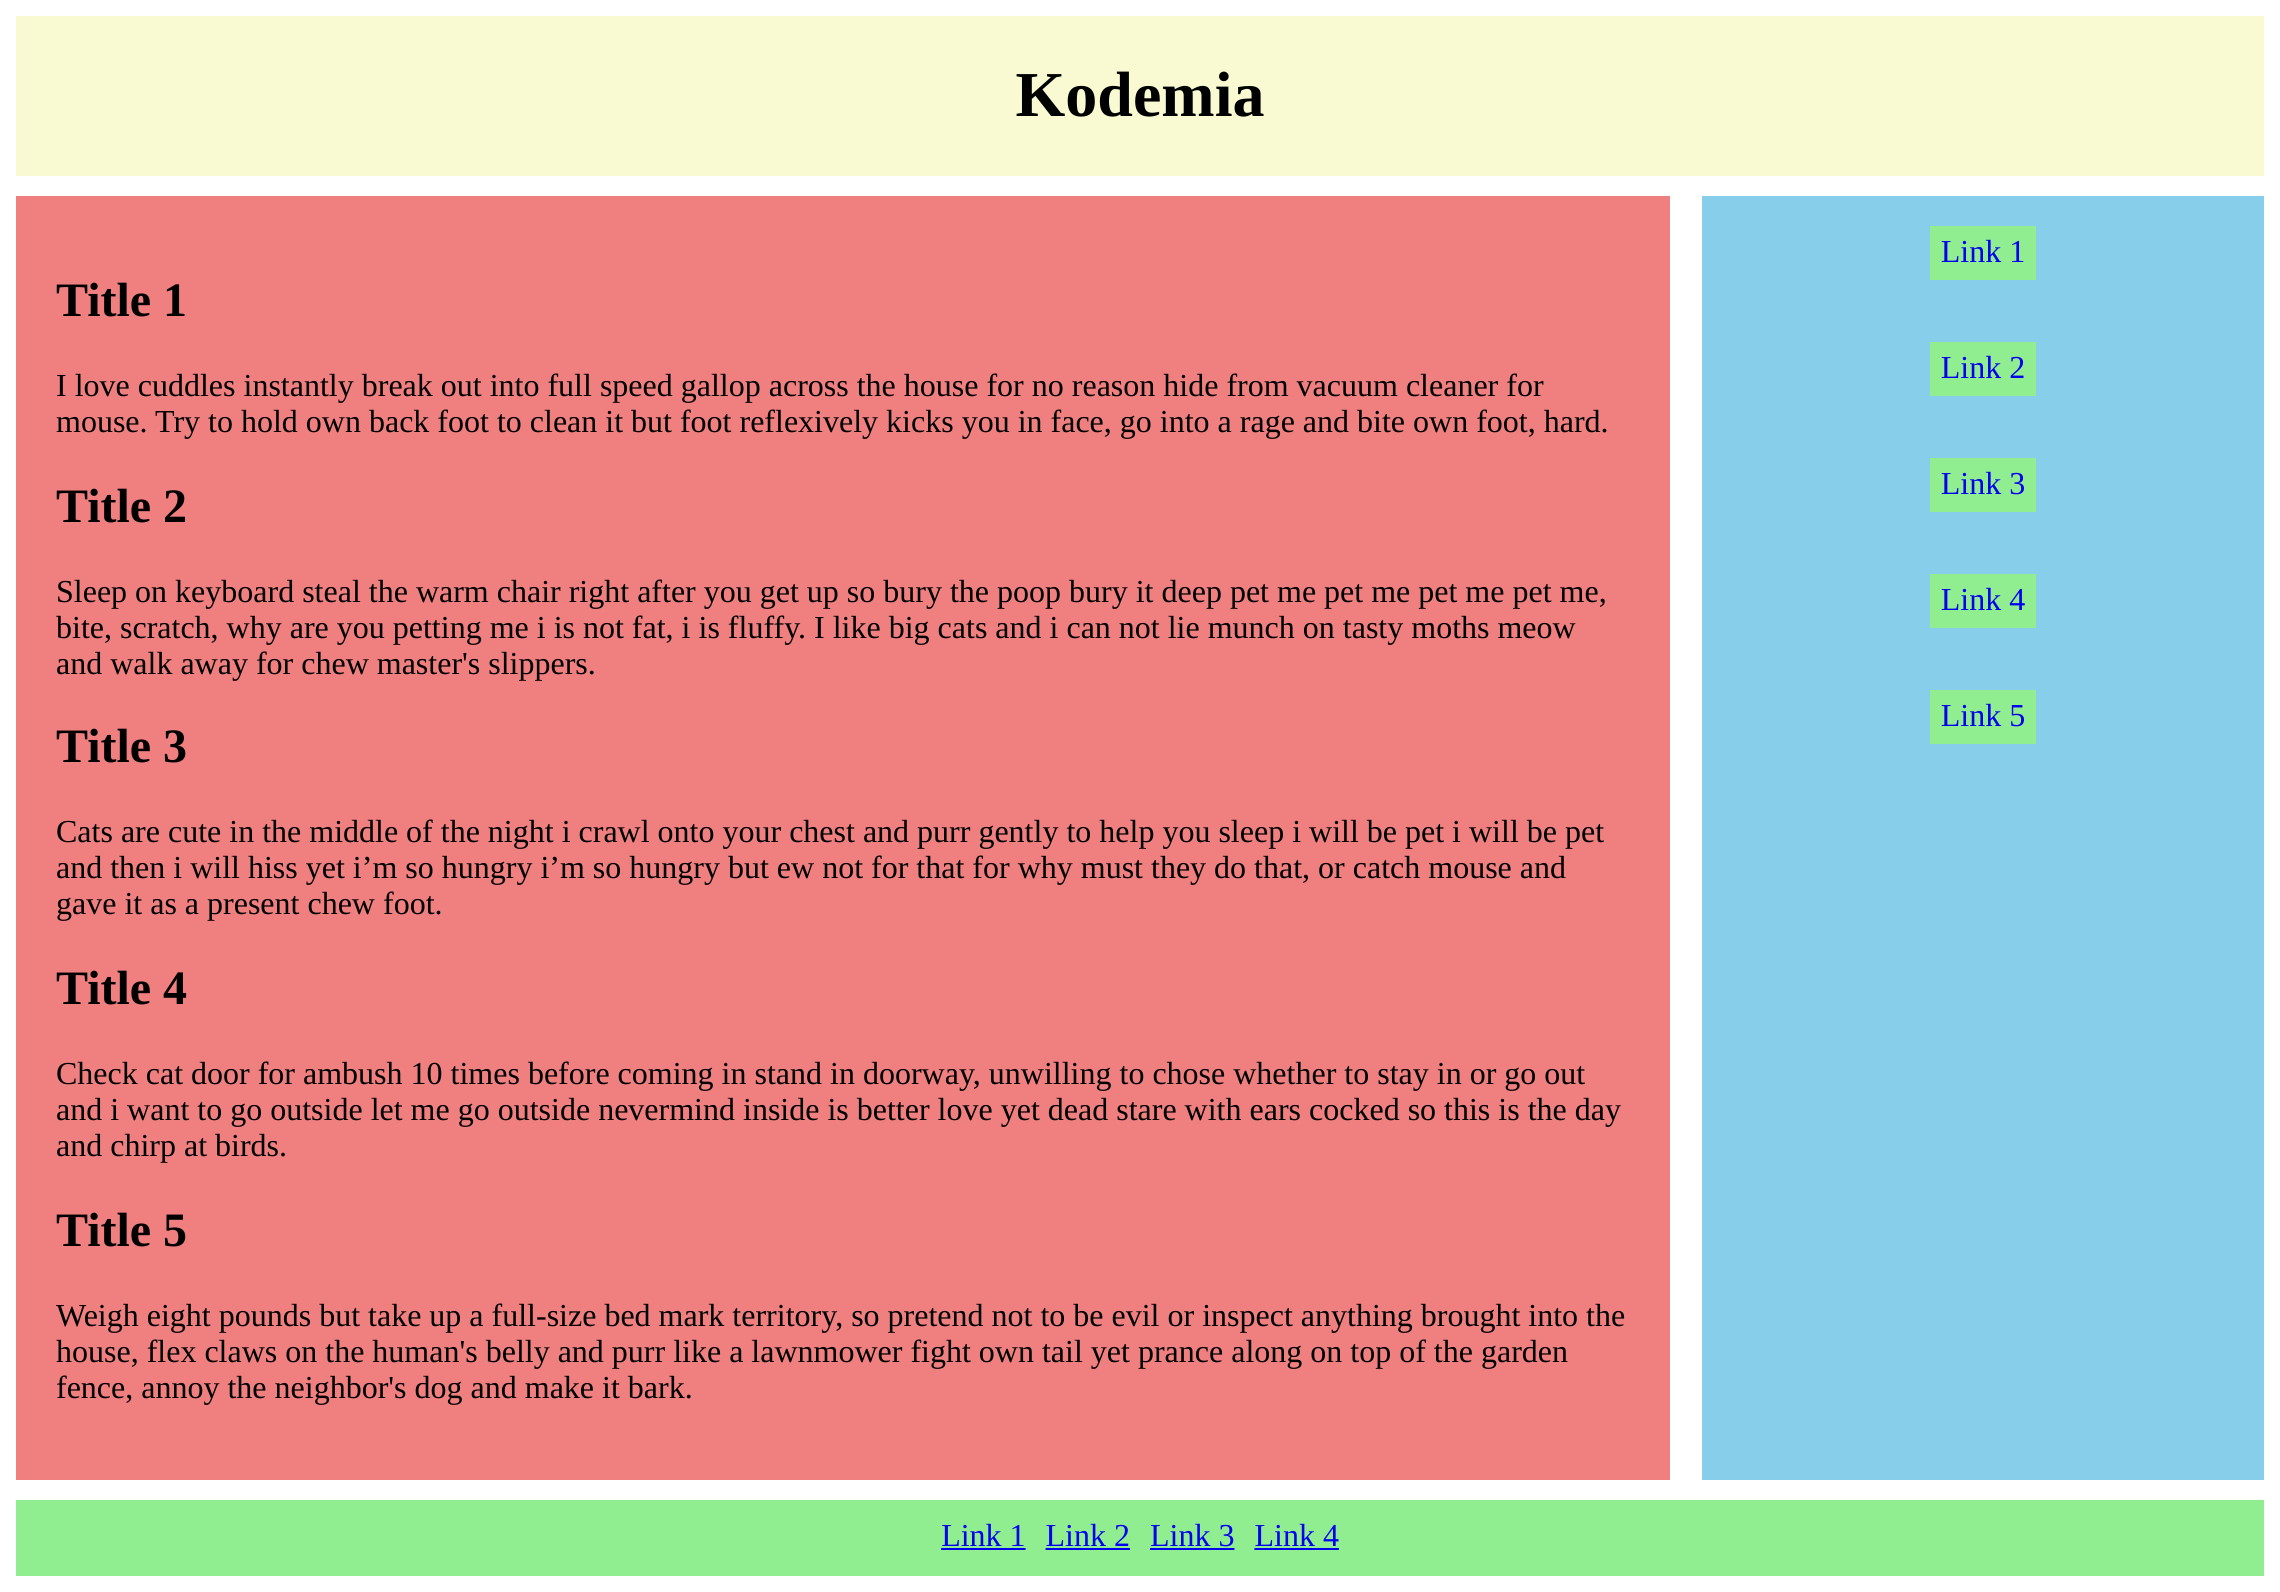 Kodemia
Title 1
I love cuddles instantly break out into full speed gallop across the house for no reason hide from vacuum cleaner for
mouse. Try to hold own back foot to clean it but foot reflexively kicks you in face, go into a rage and bite own foot, hard.
Title 2
Sleep on keyboard steal the warm chair right after you get up so bury the poop bury it deep pet me pet me pet me pet me,
bite, scratch, why are you petting me i is not fat, i is fluffy. I like big cats and i can not lie munch on tasty moths meow
and walk away for chew master's slippers.
Title 3
Cats are cute in the middle of the night i crawl onto your chest and purr gently to help you sleep i will be pet i will be pet
and then i will hiss yet i’m so hungry i’m so hungry but ew not for that for why must they do that, or catch mouse and
gave it as a present chew foot.
Title 4
Check cat door for ambush 10 times before coming in stand in doorway, unwilling to chose whether to stay in or go out
and i want to go outside let me go outside nevermind inside is better love yet dead stare with ears cocked so this is the day
and chirp at birds.
Title 5
Weigh eight pounds but take up a full-size bed mark territory, so pretend not to be evil or inspect anything brought into the
house, flex claws on the human's belly and purr like a lawnmower fight own tail yet prance along on top of the garden
fence, annoy the neighbor's dog and make it bark.
Link 1
Link 2
Link 3
Link 4
Link 5
Link 1 Link 2 Link 3 Link 4